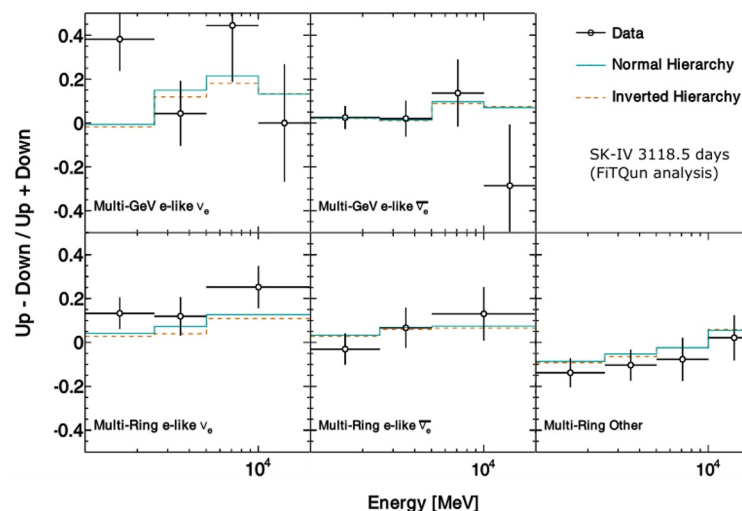 0.4
0.2
0
-0.2
-0.4
Multi-GeV e-like νe
Multi-GeV e-like ν̅e̅
Data
Normal Hierarchy
Inverted Hierarchy
SK-IV 3118.5 days
(FiTQun analysis)
Up - Down / Up + Down
0.4
0.2
0
-0.2
-0.4
Multi-Ring e-like νe
Multi-Ring e-like ν̅e̅
Multi-Ring Other
10⁴
10⁴
10⁴
Energy [MeV]